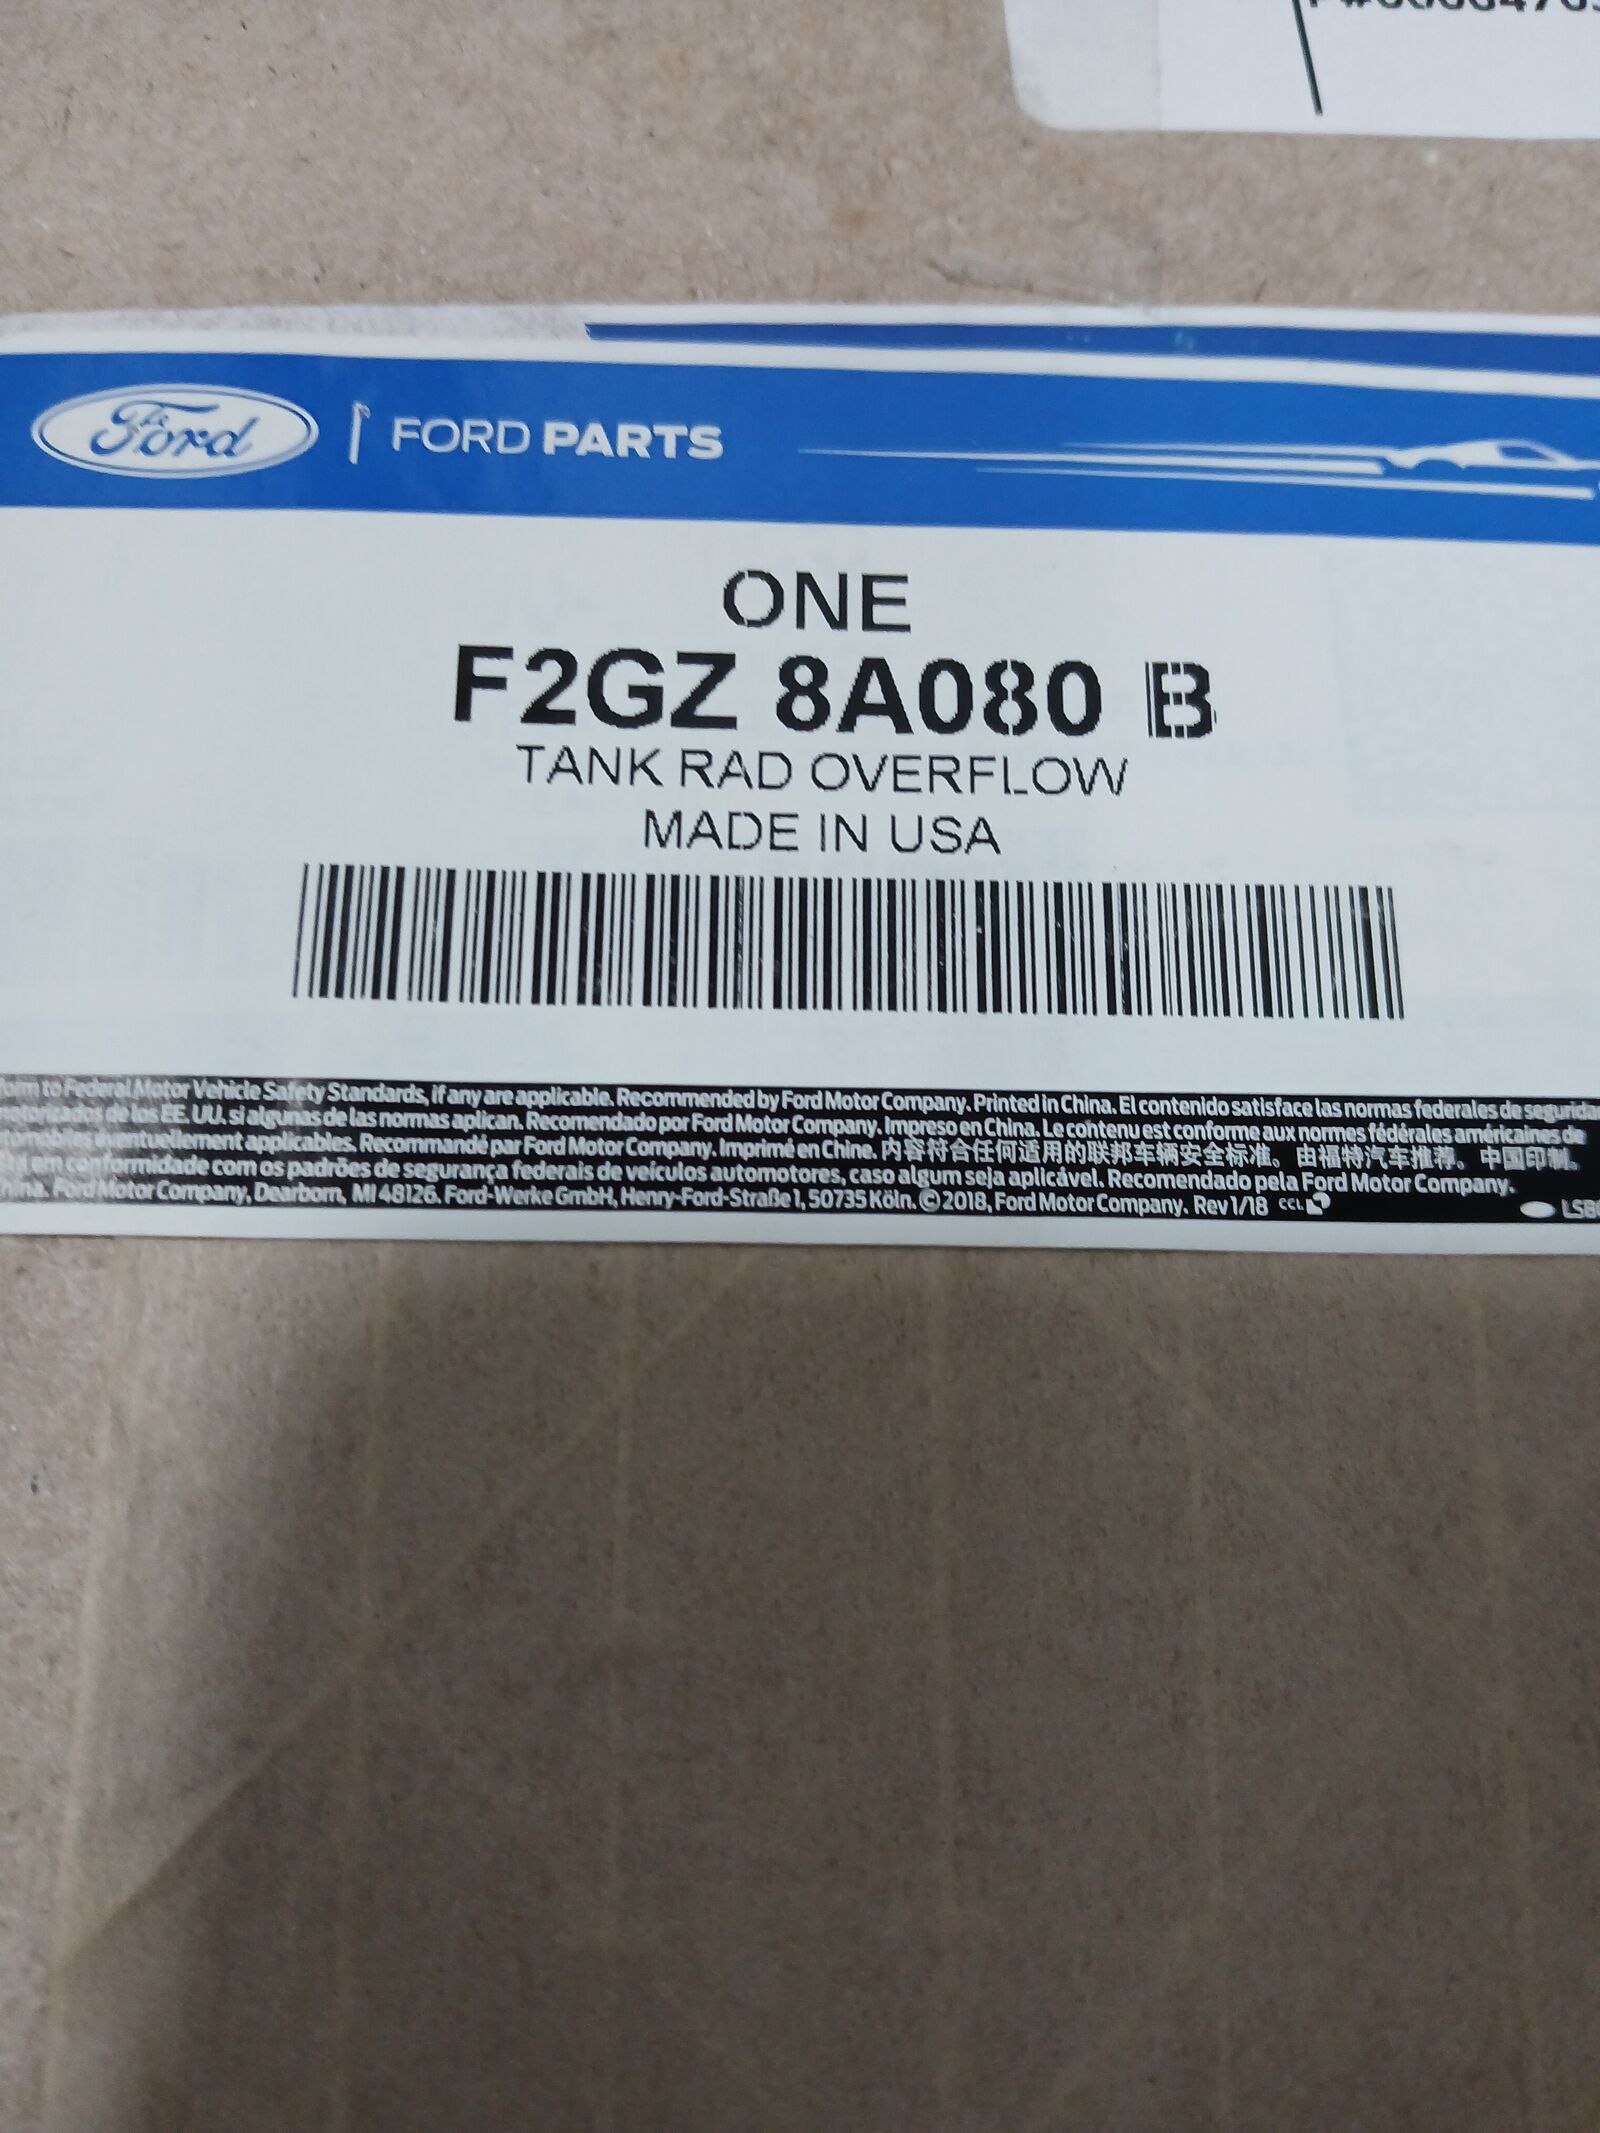 Ford
FORD PARTS
ONE
F2GZ 8A080 B
TANK RAD OVERFLOW
MADE IN USA
to Federal Motor Vehicle Safety Standards, if any are applicable. Recommended by Ford Motor Company. Printed in China. El contenido satisface las normas federales de
de los EE. UU. si algunas de las normas aplican. Recomendado por Ford Motor Company. Impreso en China. Le contenu est conforme aux normes fédérales américaines de
éventuellement applicables. Recommandé par Ford Motor Company. Imprimé en Chine. 内容符合任何适用的联邦车辆安全标准。由福特汽车推荐。中国印制。
em conformidade com os padrões de segurança federais de veículos automotores, caso algum seja aplicável. Recomendado pela Ford Motor Company.
Ford Motor Company, Dearborn, MI 48126. Ford-Werke GmbH, Henry-Ford-Straße 1, 50735 Köln. © 2018, Ford Motor Company. Rev 1/18 CCL